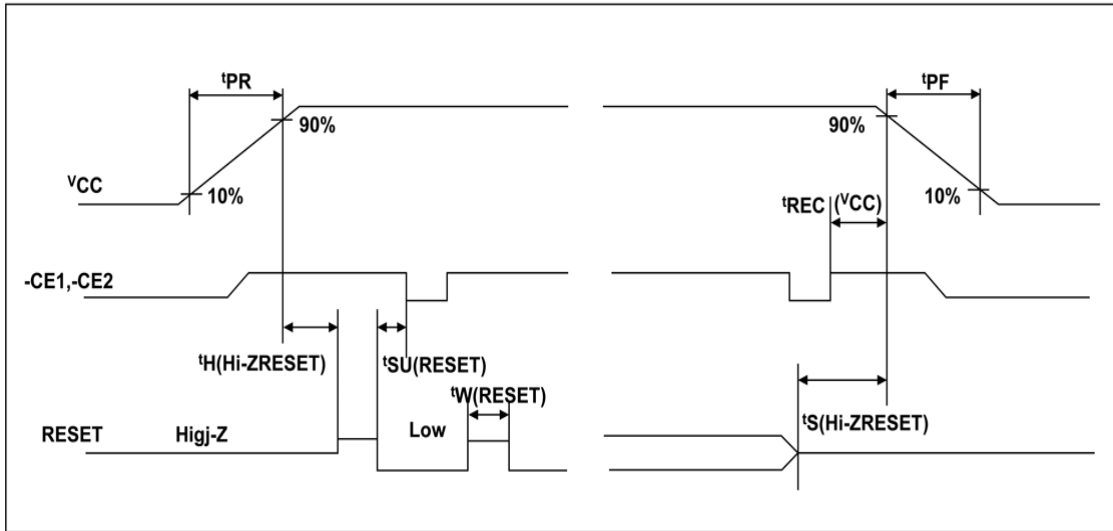 tPR
tPF
90%
90%
VCC
10%
10%
tREC (VCC)
-CE1,-CE2
tH(Hi-ZRESET)
tSU(RESET)
tW(RESET)
tS(Hi-ZRESET)
RESET
Higj-Z
Low